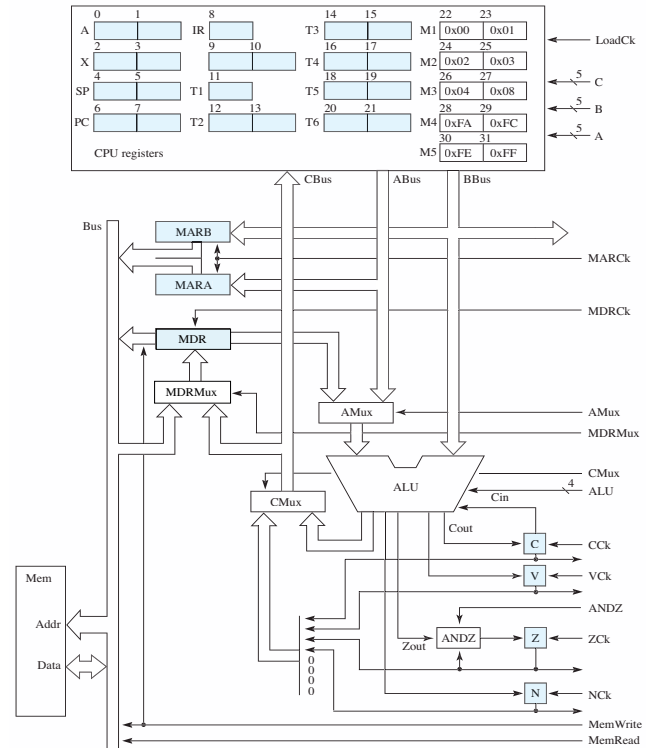 0 1 8 14 15 22 23
A IR T3 M1 0x00 0x01
LoadCk
2 3 9 10 16 17 24 25
X T4 M2 0x02 0x03
4 5 11 18 19 26 27
SP T1 T5 M3 0x04 0x08
5 C
6 7 12 13 20 21 28 29
PC T2 T6 M4 0xFA 0xFC
5 B
5 A
30 31
CPU registers M5 0xFE 0xFF
CBus ABus BBus
Bus
MARB
MARCk
MARA
MDRCk
MDR
MDRMux
AMux AMux
MDRMux
CMux
ALU 4 ALU
CMux Cin
Cout
C CCk
Mem
V VCk
ANDZ
Addr
Zout ANDZ Z ZCk
0
0
0
0
Data
N NCk
MemWrite
MemRead